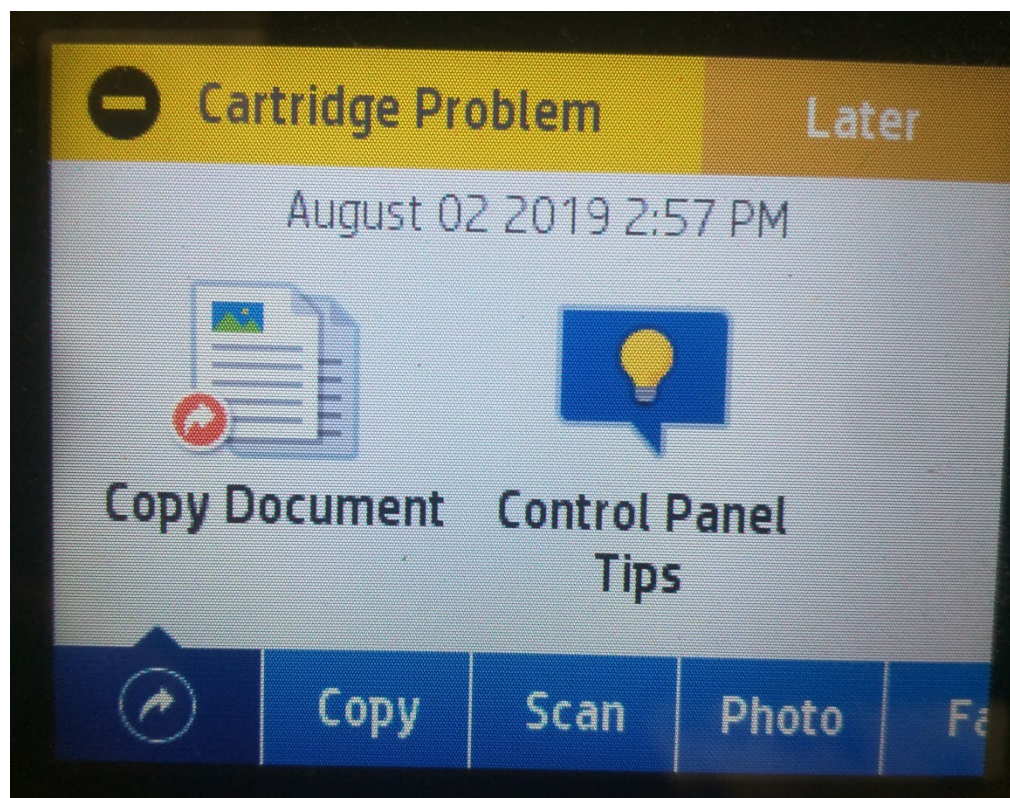 Cartridge Problem
Later
August 02 2019 2:57 PM
Copy Document
Control Panel
Tips
Copy
Scan
Photo